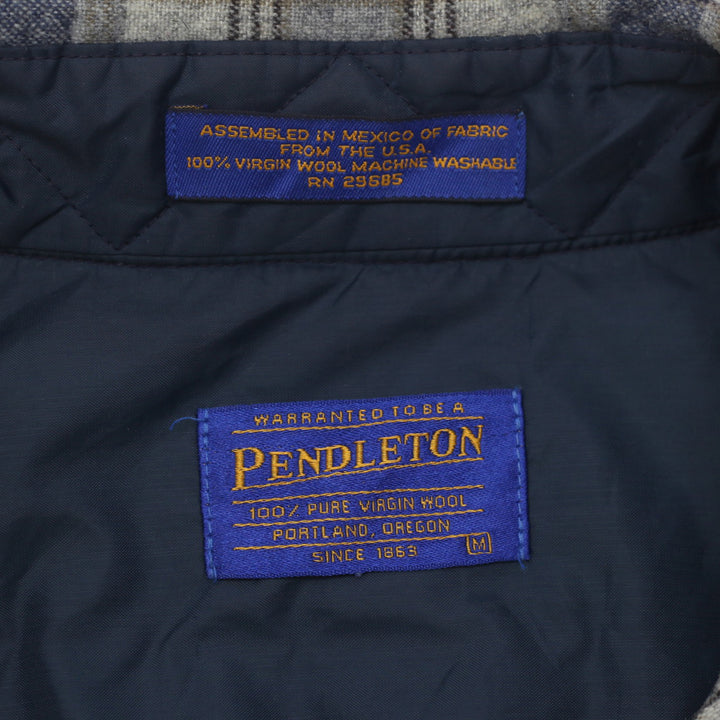 ASSEMBLED IN MEXICO OF FABRIC
FROM THE U.S.A.
100% VIRGIN WOOL MACHINE WASHABLE
RN 29685
WARRANTED TO BE A
PENDLETON
100% PURE VIRGIN WOOL
PORTLAND, OREGON
SINCE 1863
M